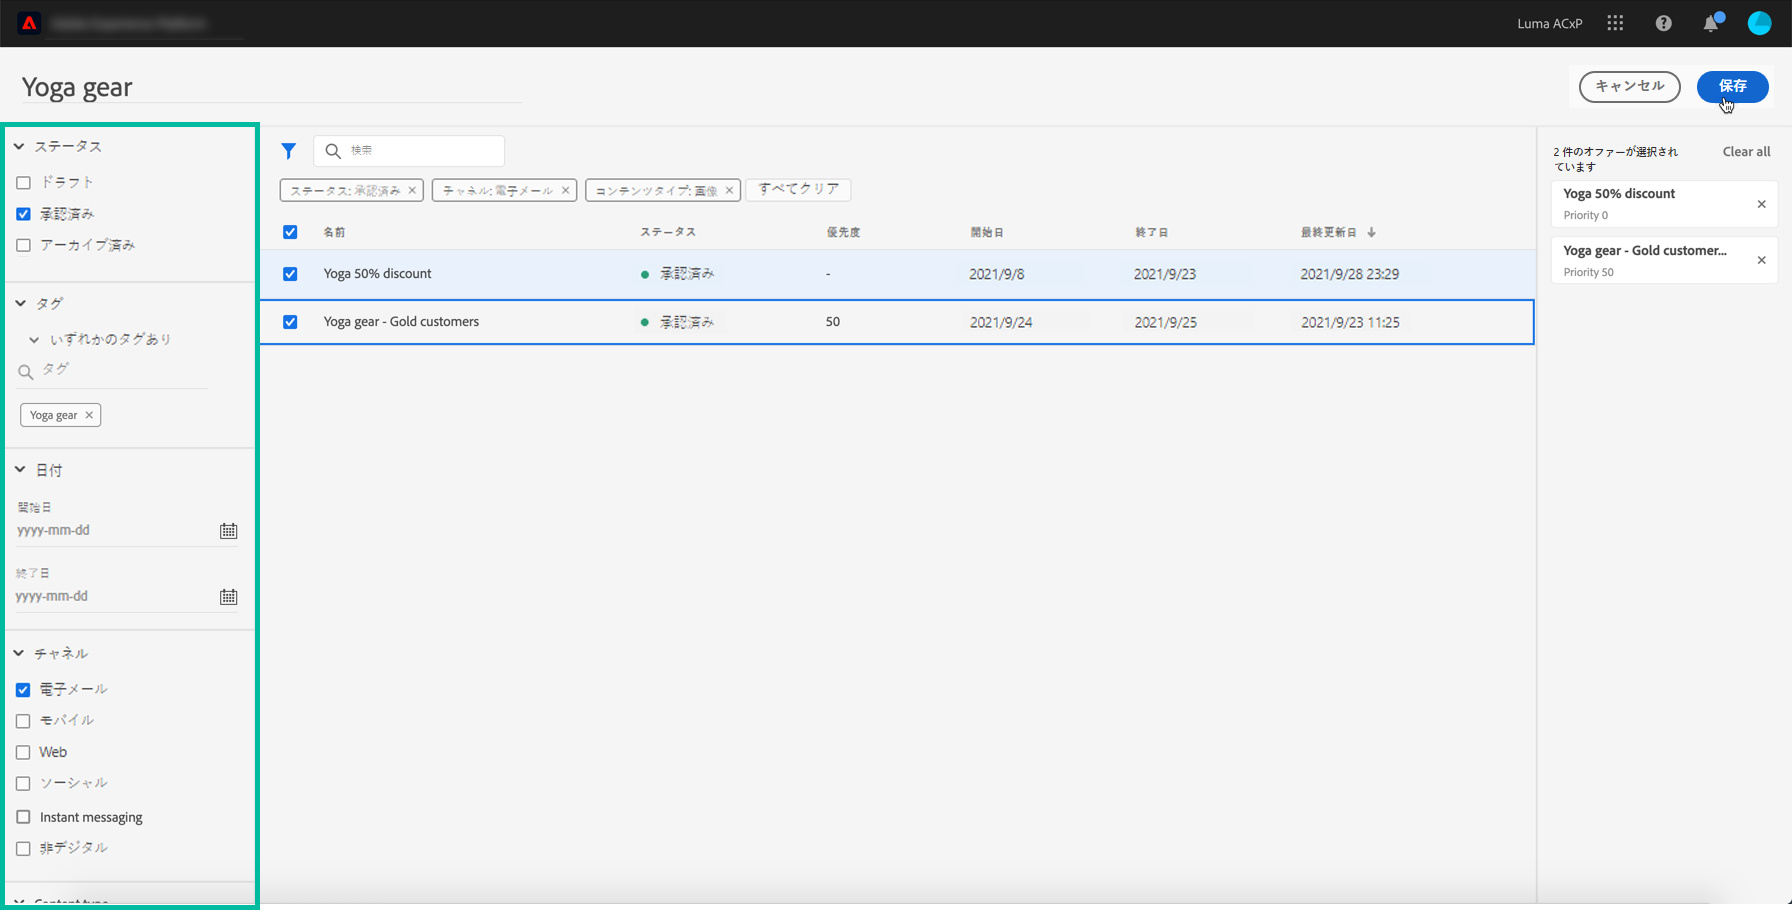 Luma ACxP
Yoga gear
キャンセル
保存
ステータス
ドラフト
承認済み
アーカイブ済み
タグ
いずれかのタグあり
タグ
Yoga gear
日付
開始日
yyyy-mm-dd
終了日
yyyy-mm-dd
チャネル
電子メール
モバイル
Web
ソーシャル
Instant messaging
非デジタル
Content type
検索
ステータス: 承認済み
チャネル: 電子メール
コンテンツタイプ: 画像
すべてクリア
名前 ステータス 優先度 開始日 終了日 最終更新日
Yoga 50% discount 承認済み - 2021/9/8 2021/9/23 2021/9/28 23:29
Yoga gear - Gold customers 承認済み 50 2021/9/24 2021/9/25 2021/9/23 11:25
2 件のオファーが選択され
ています
Clear all
Yoga 50% discount
Priority 0
Yoga gear - Gold customer...
Priority 50